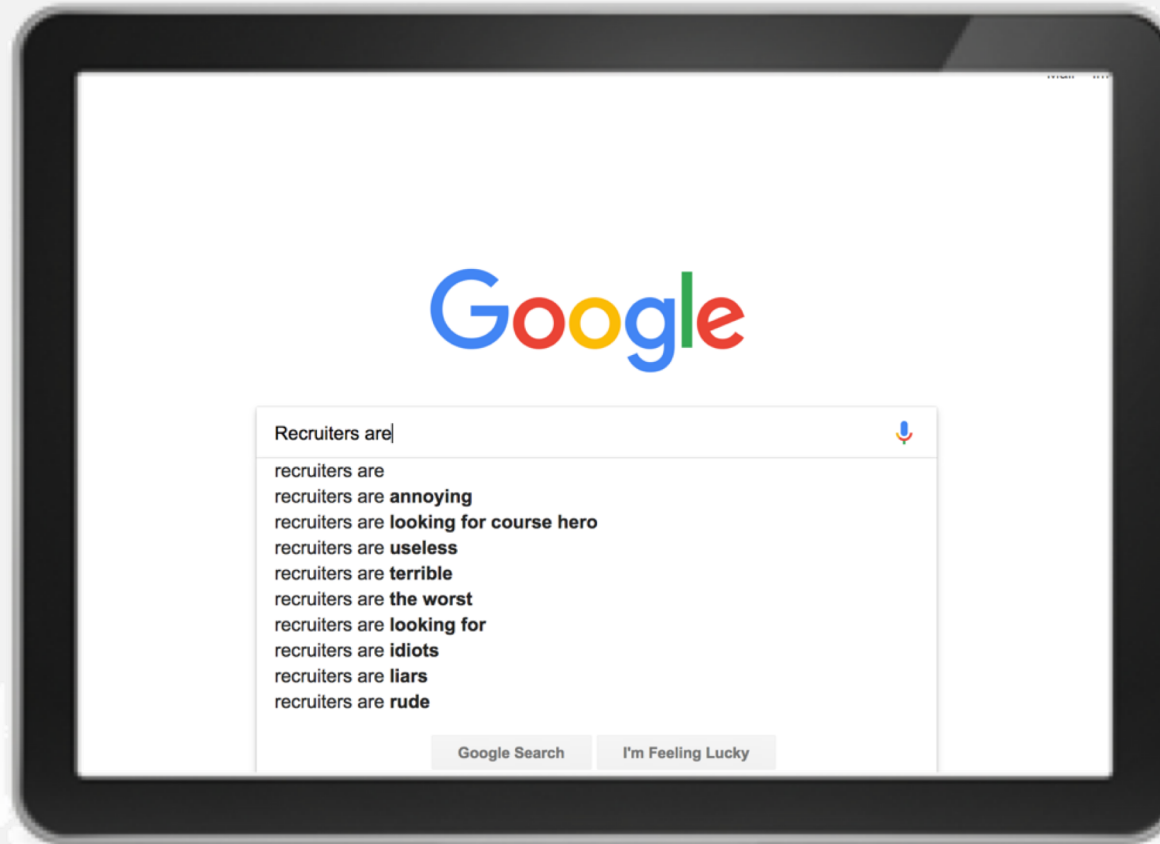 Google
Recruiters are
recruiters are
recruiters are annoying
recruiters are looking for course hero
recruiters are useless
recruiters are terrible
recruiters are the worst
recruiters are looking for
recruiters are idiots
recruiters are liars
recruiters are rude
Google Search I'm Feeling Lucky